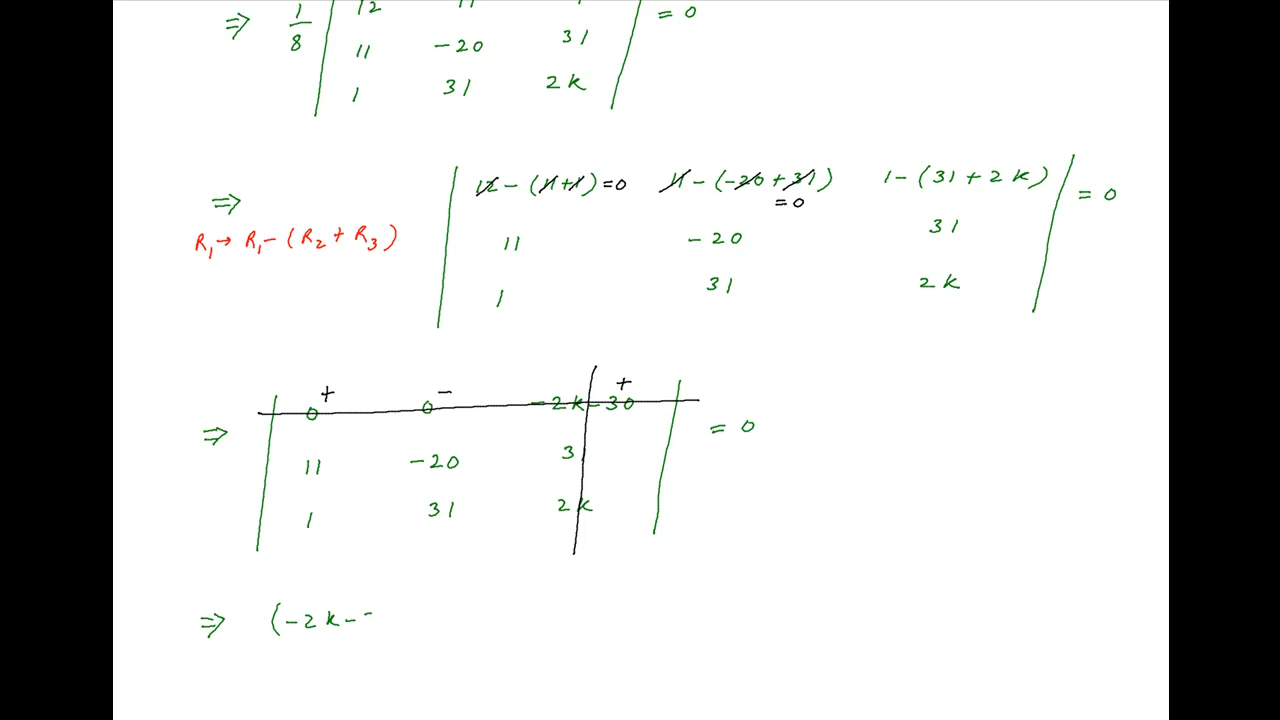 ⇒ 1/8 | 12 11 1 | = 0
11 -20 31
1 31 2k
⇒ | 12 - (11 + 1) = 0 11 - (-20 + 31) = 0 1 - (31 + 2k) | = 0
R₁ → R₁ - (R₂ + R₃) 11 -20 31
1 31 2k
+ - +
0 0 -2k - 30
⇒ | 11 -20 3 | = 0
1 31 2k
⇒ (-2k -